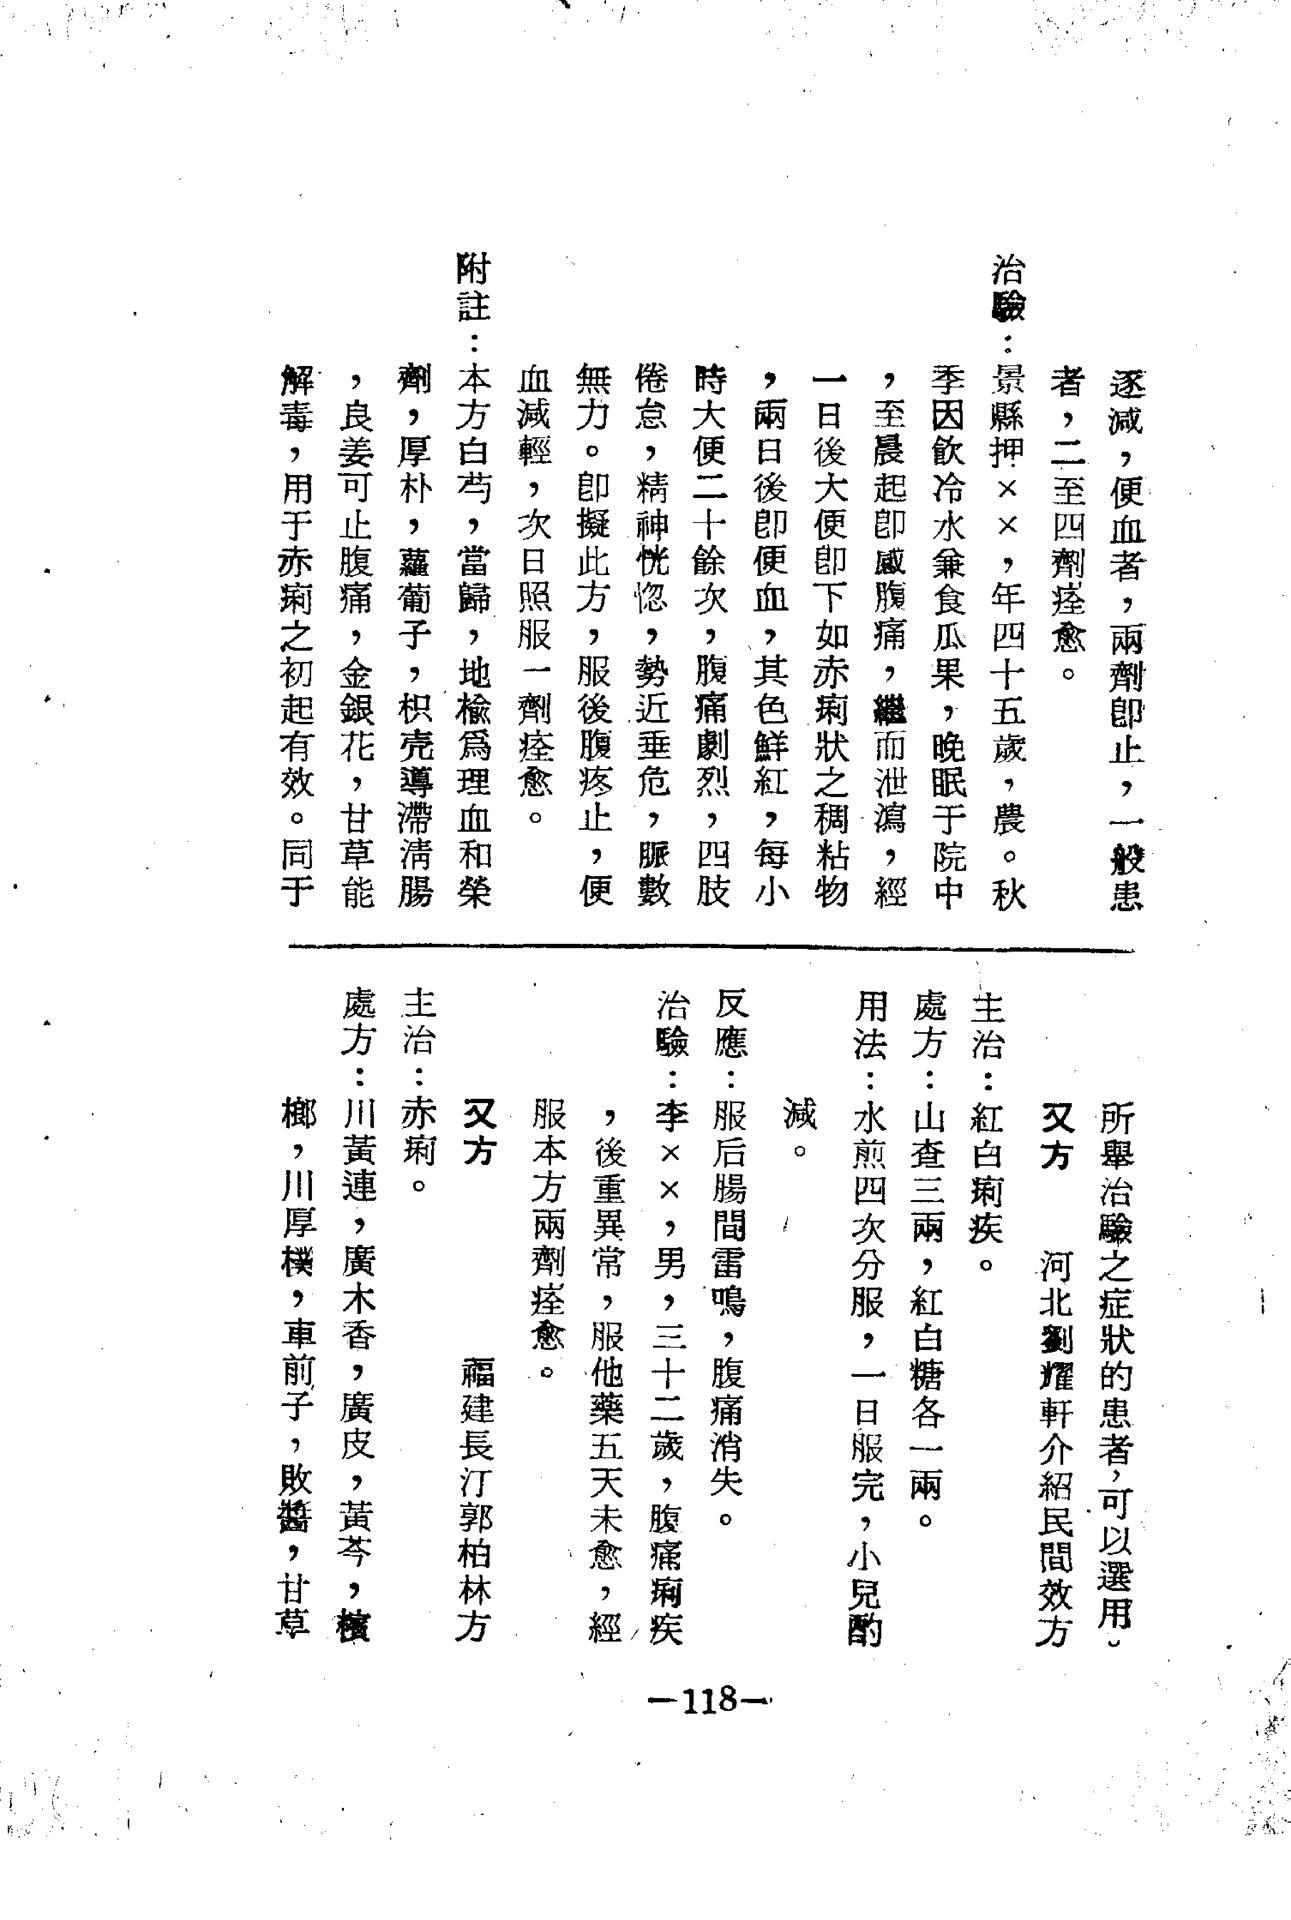 逐減，便血者，兩劑卽止，一般患
者，二至四劑痊愈。
治驗：景縣押××，年四十五歲，農。秋
季因飲冷水兼食瓜果，晚眠于院中
，至晨起卽感腹痛，繼而泄瀉，經
一日後大便卽下如赤痢狀之稠粘物
，兩日後卽便血，其色鮮紅，每小
時大便二十餘次，腹痛劇烈，四肢
倦怠，精神恍惚，勢近垂危，脈數
無力。卽擬此方，服後腹疼止，便
血減輕，次日照服一劑痊愈。
附註：本方白芍，當歸，地榆爲理血和榮
劑，厚朴，蘿蔔子，枳壳導滯淸腸
，良姜可止腹痛，金銀花，甘草能
解毒，用于赤痢之初起有效。同于
所舉治驗之症狀的患者，可以選用。
又方　河北劉耀軒介紹民間效方
主治：紅白痢疾。
處方：山查三兩，紅白糖各一兩。
用法：水煎四次分服，一日服完，小兒酌
減。
反應：服后腸間雷鳴，腹痛消失。
治驗：李××，男，三十二歲，腹痛痢疾
，後重異常，服他藥五天未愈，經
服本方兩劑痊愈。
又方　福建長汀郭柏林方
主治：赤痢。
處方：川黃連，廣木香，廣皮，黃芩，檳
榔，川厚樸，車前子，敗醬，甘草
—118—